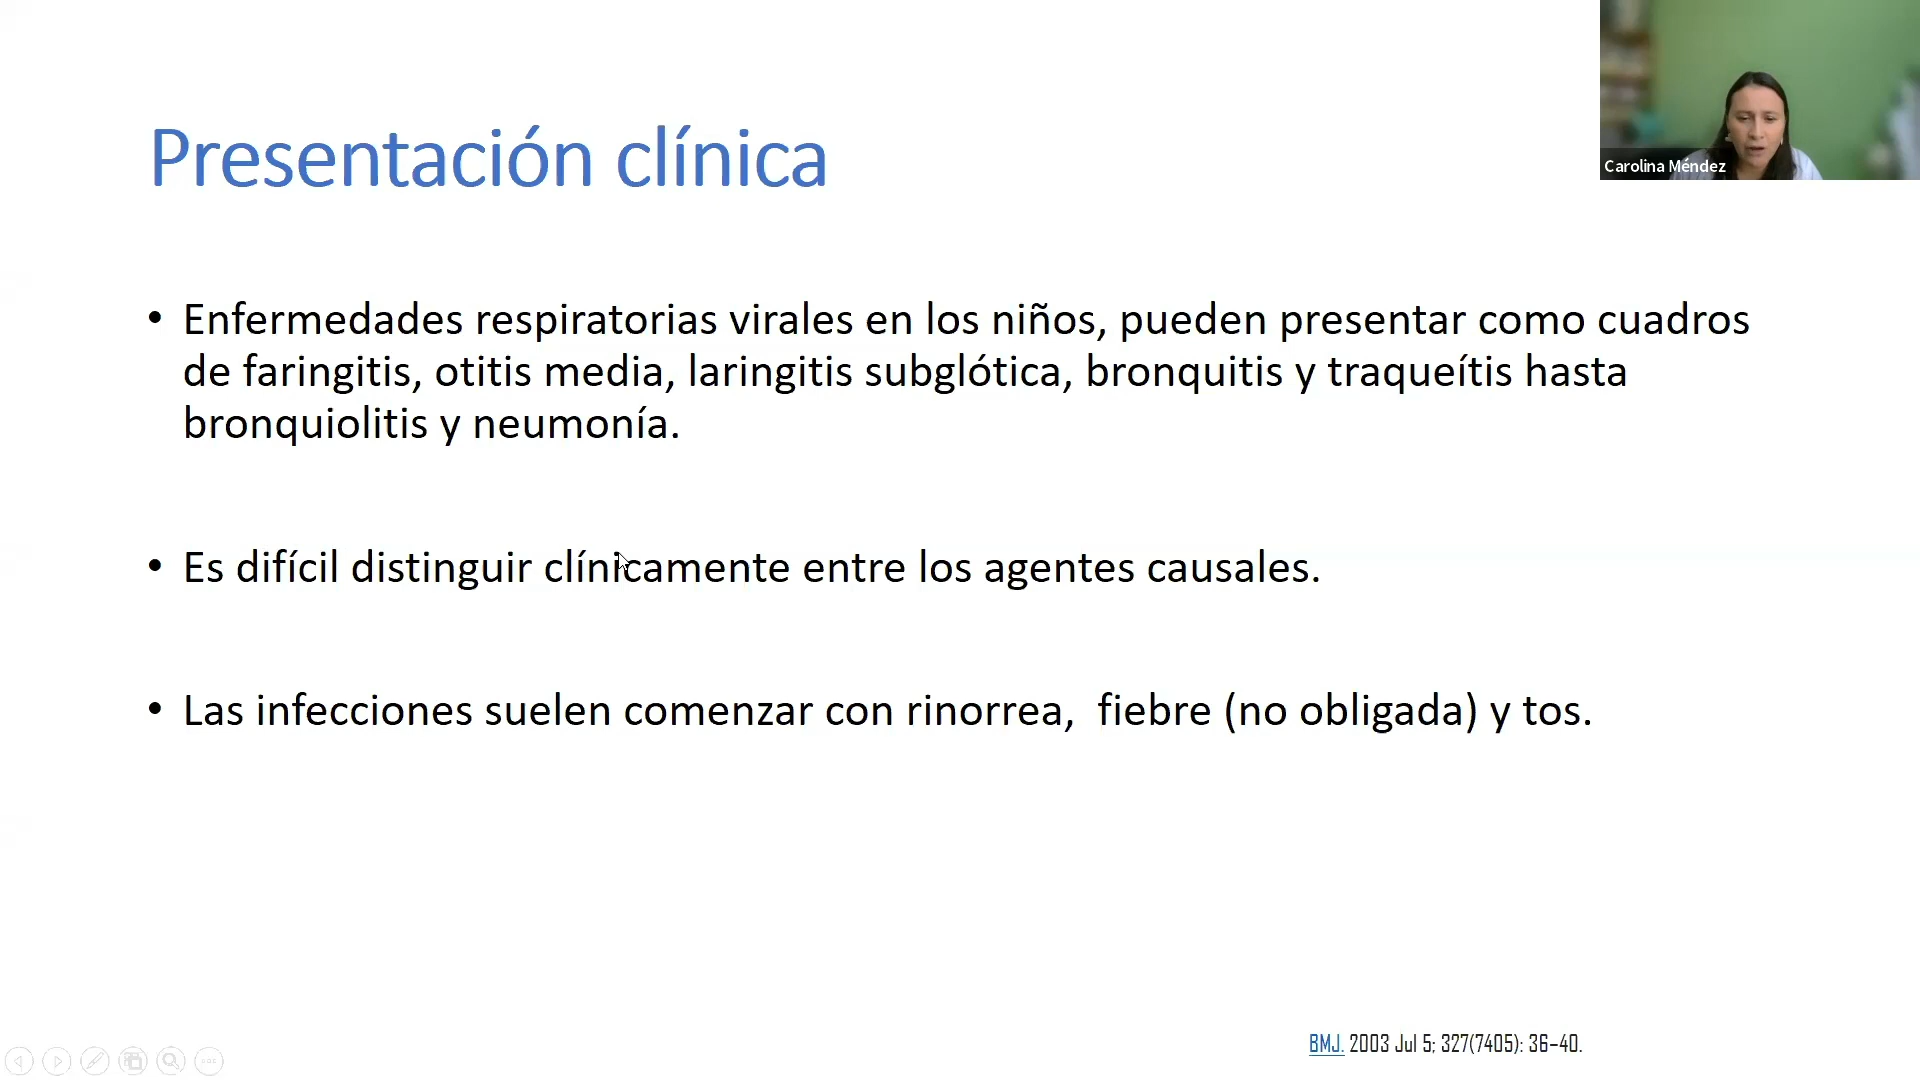 Presentación clínica
Carolina Méndez
• Enfermedades respiratorias virales en los niños, pueden presentar como cuadros
de faringitis, otitis media, laringitis subglótica, bronquitis y traqueítis hasta
bronquiolitis y neumonía.
• Es difícil distinguir clínicamente entre los agentes causales.
• Las infecciones suelen comenzar con rinorrea,  fiebre (no obligada) y tos.
BMJ. 2003 Jul 5; 327(7405): 36–40.